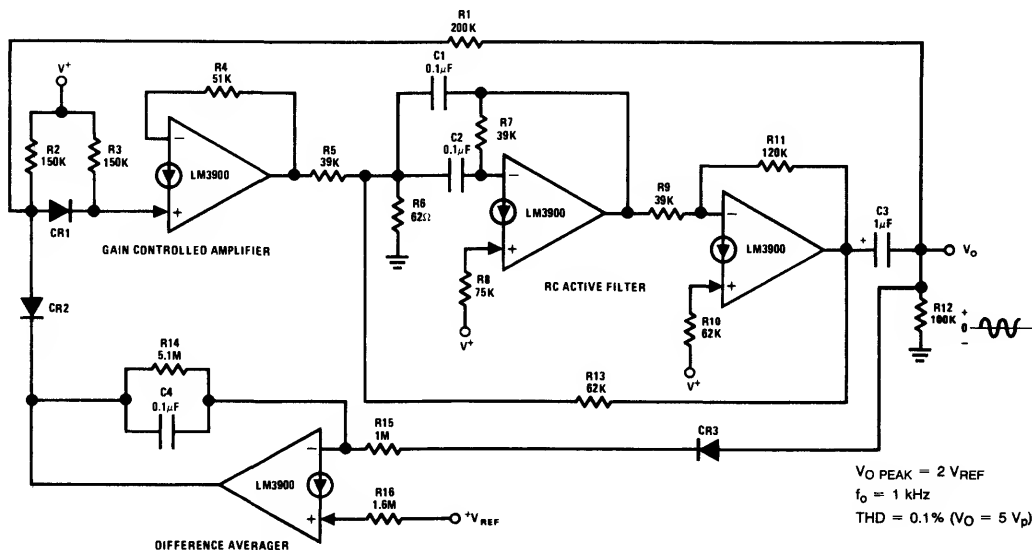 R1
200K
V+
R4
51K
C1
0.1μF
R2
150K
R3
150K
−
LM3900
+
CR1
R5
39K
C2
0.1μF
R7
39K
R6
62Ω
−
LM3900
+
R11
120K
R9
39K
−
LM3900
+
C3
1μF
+
VO
GAIN CONTROLLED AMPLIFIER
R8
75K
V+
RC ACTIVE FILTER
R10
62K
V+
R12
100K
+
0
−
CR2
R14
5.1M
C4
0.1μF
R13
62K
R15
1M
CR3
−
LM3900
+
R16
1.6M
+VREF
DIFFERENCE AVERAGER
VO PEAK = 2 VREF
fo = 1 kHz
THD = 0.1% (VO = 5 Vp)